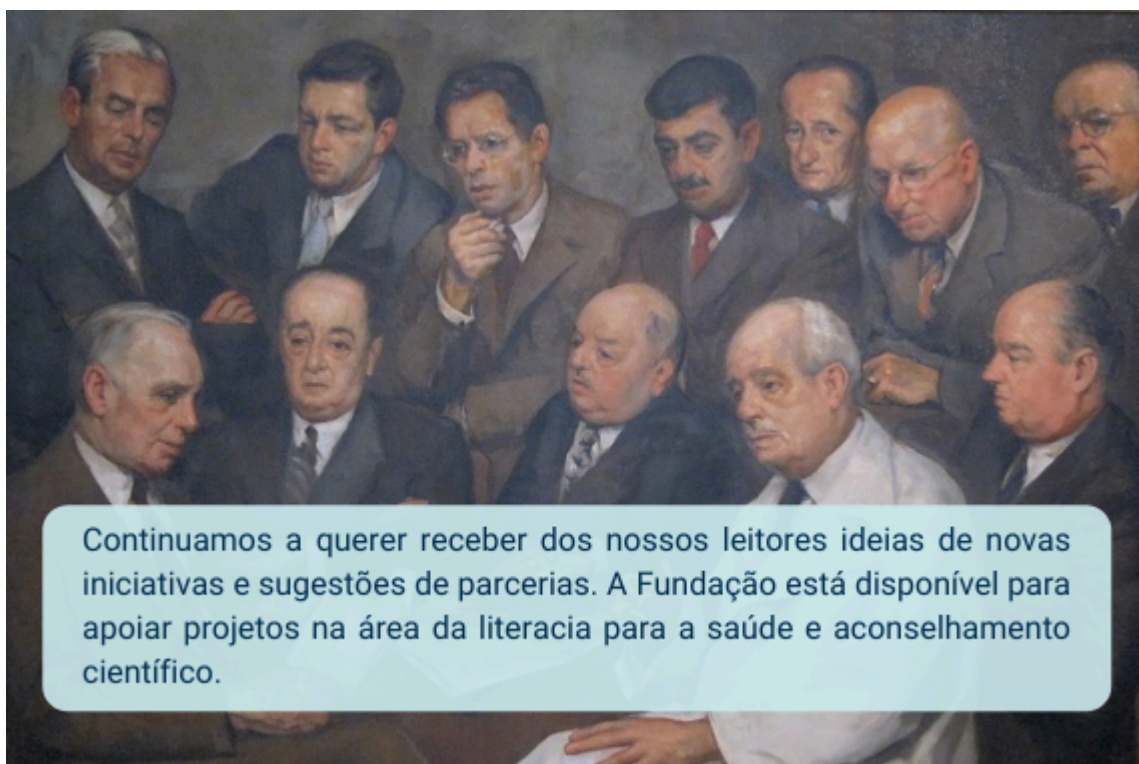 Continuamos a querer receber dos nossos leitores ideias de novas
iniciativas e sugestões de parcerias. A Fundação está disponível para
apoiar projetos na área da literacia para a saúde e aconselhamento
científico.